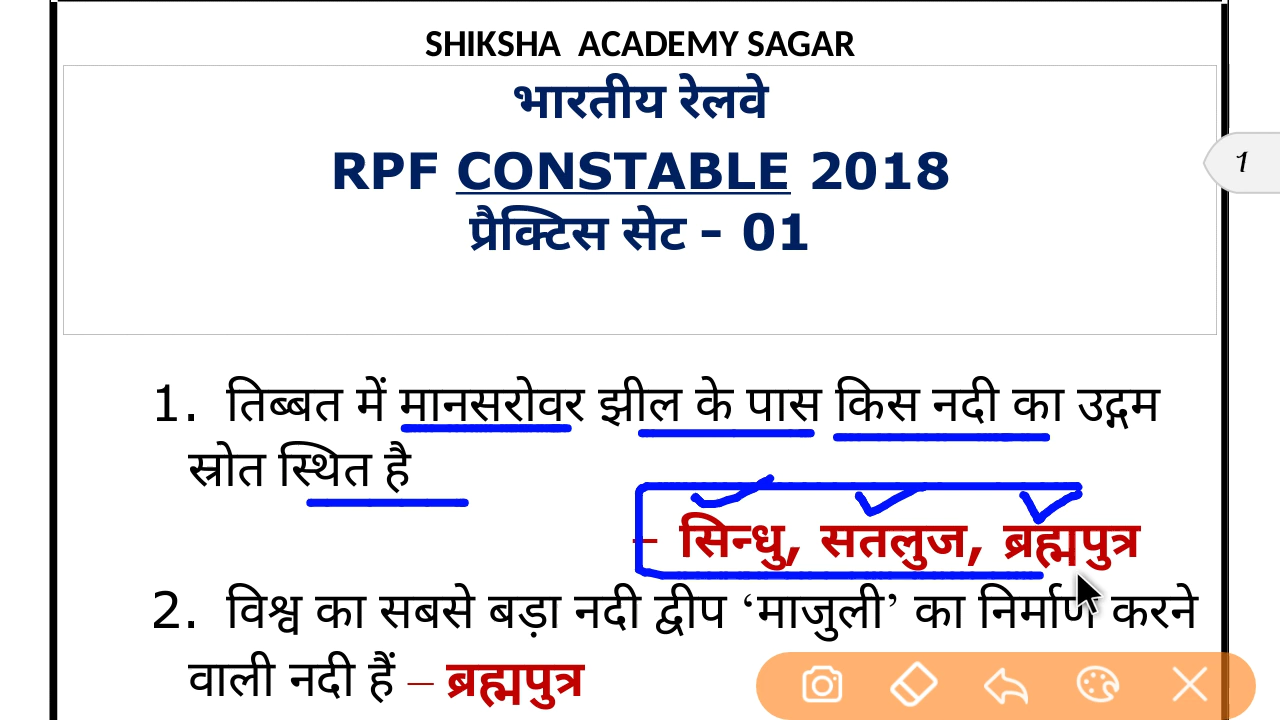 SHIKSHA ACADEMY SAGAR
भारतीय रेलवे
RPF CONSTABLE 2018
प्रैक्टिस सेट - 01
1
1. तिब्बत में मानसरोवर झील के पास किस नदी का उद्गम
स्रोत स्थित है
– सिन्धु, सतलुज, ब्रह्मपुत्र
2. विश्व का सबसे बड़ा नदी द्वीप ‘माजुली’ का निर्माण करने
वाली नदी हैं – ब्रह्मपुत्र